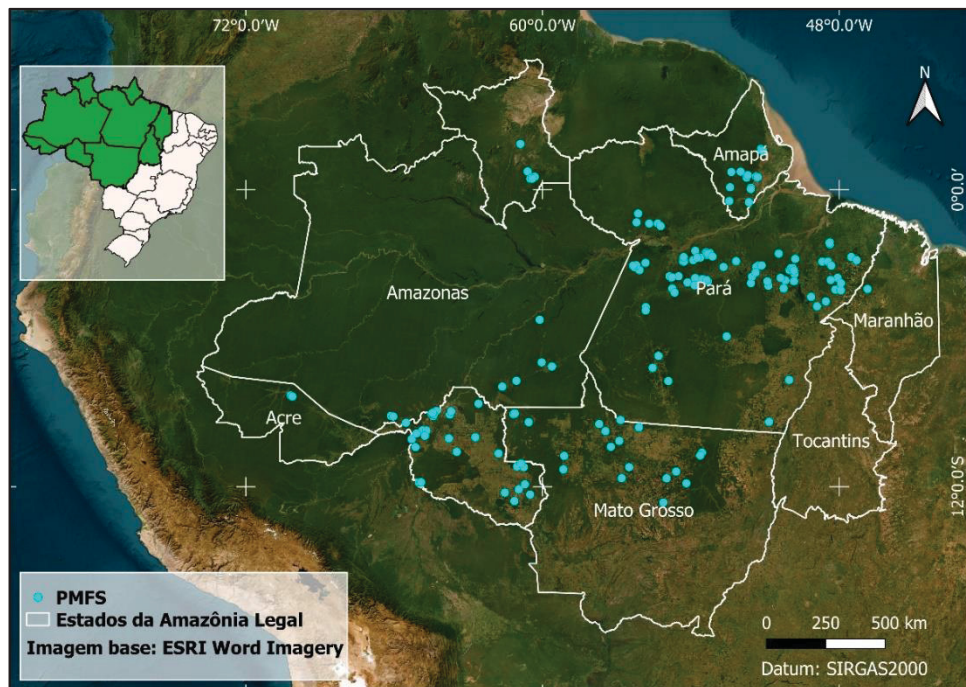 72°0.0'W 60°0.0'W 48°0.0'W
N
Amapá
0°0.0'
Amazonas
Pará
Maranhão
Acre
Tocantins
12°0.0'S
Mato Grosso
PMFS
Estados da Amazônia Legal
Imagem base: ESRI Word Imagery
0 250 500 km
Datum: SIRGAS2000